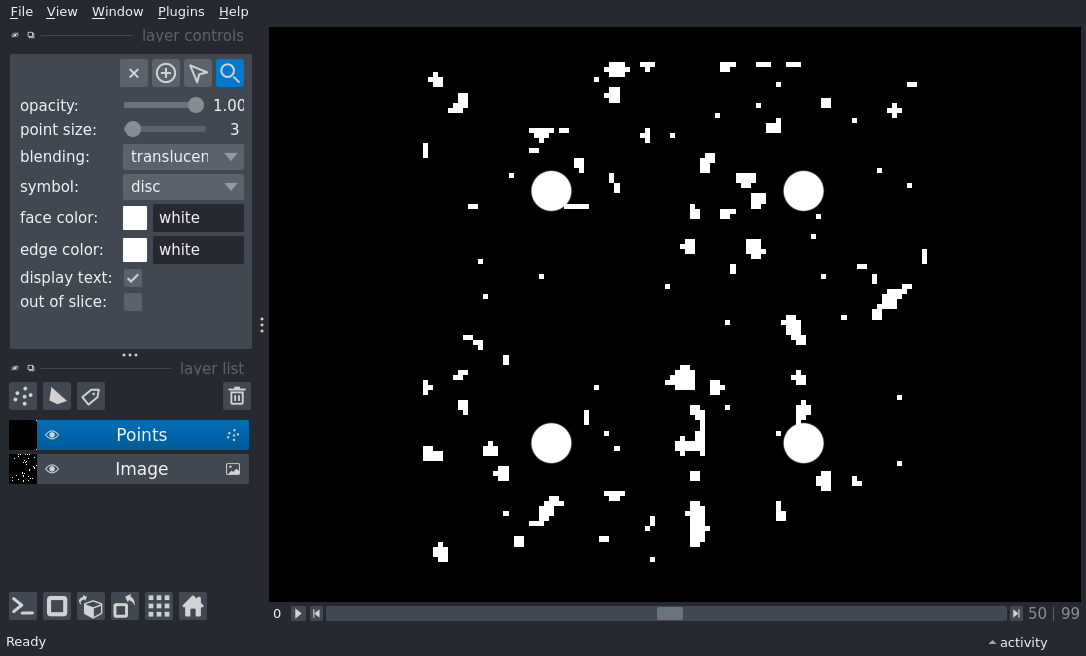 File View Window Plugins Help
layer controls
opacity: 1.00
point size: 3
blending: translucen
symbol: disc
face color: white
edge color: white
display text:
out of slice:
layer list
Points
Image
0 50 | 99
Ready activity